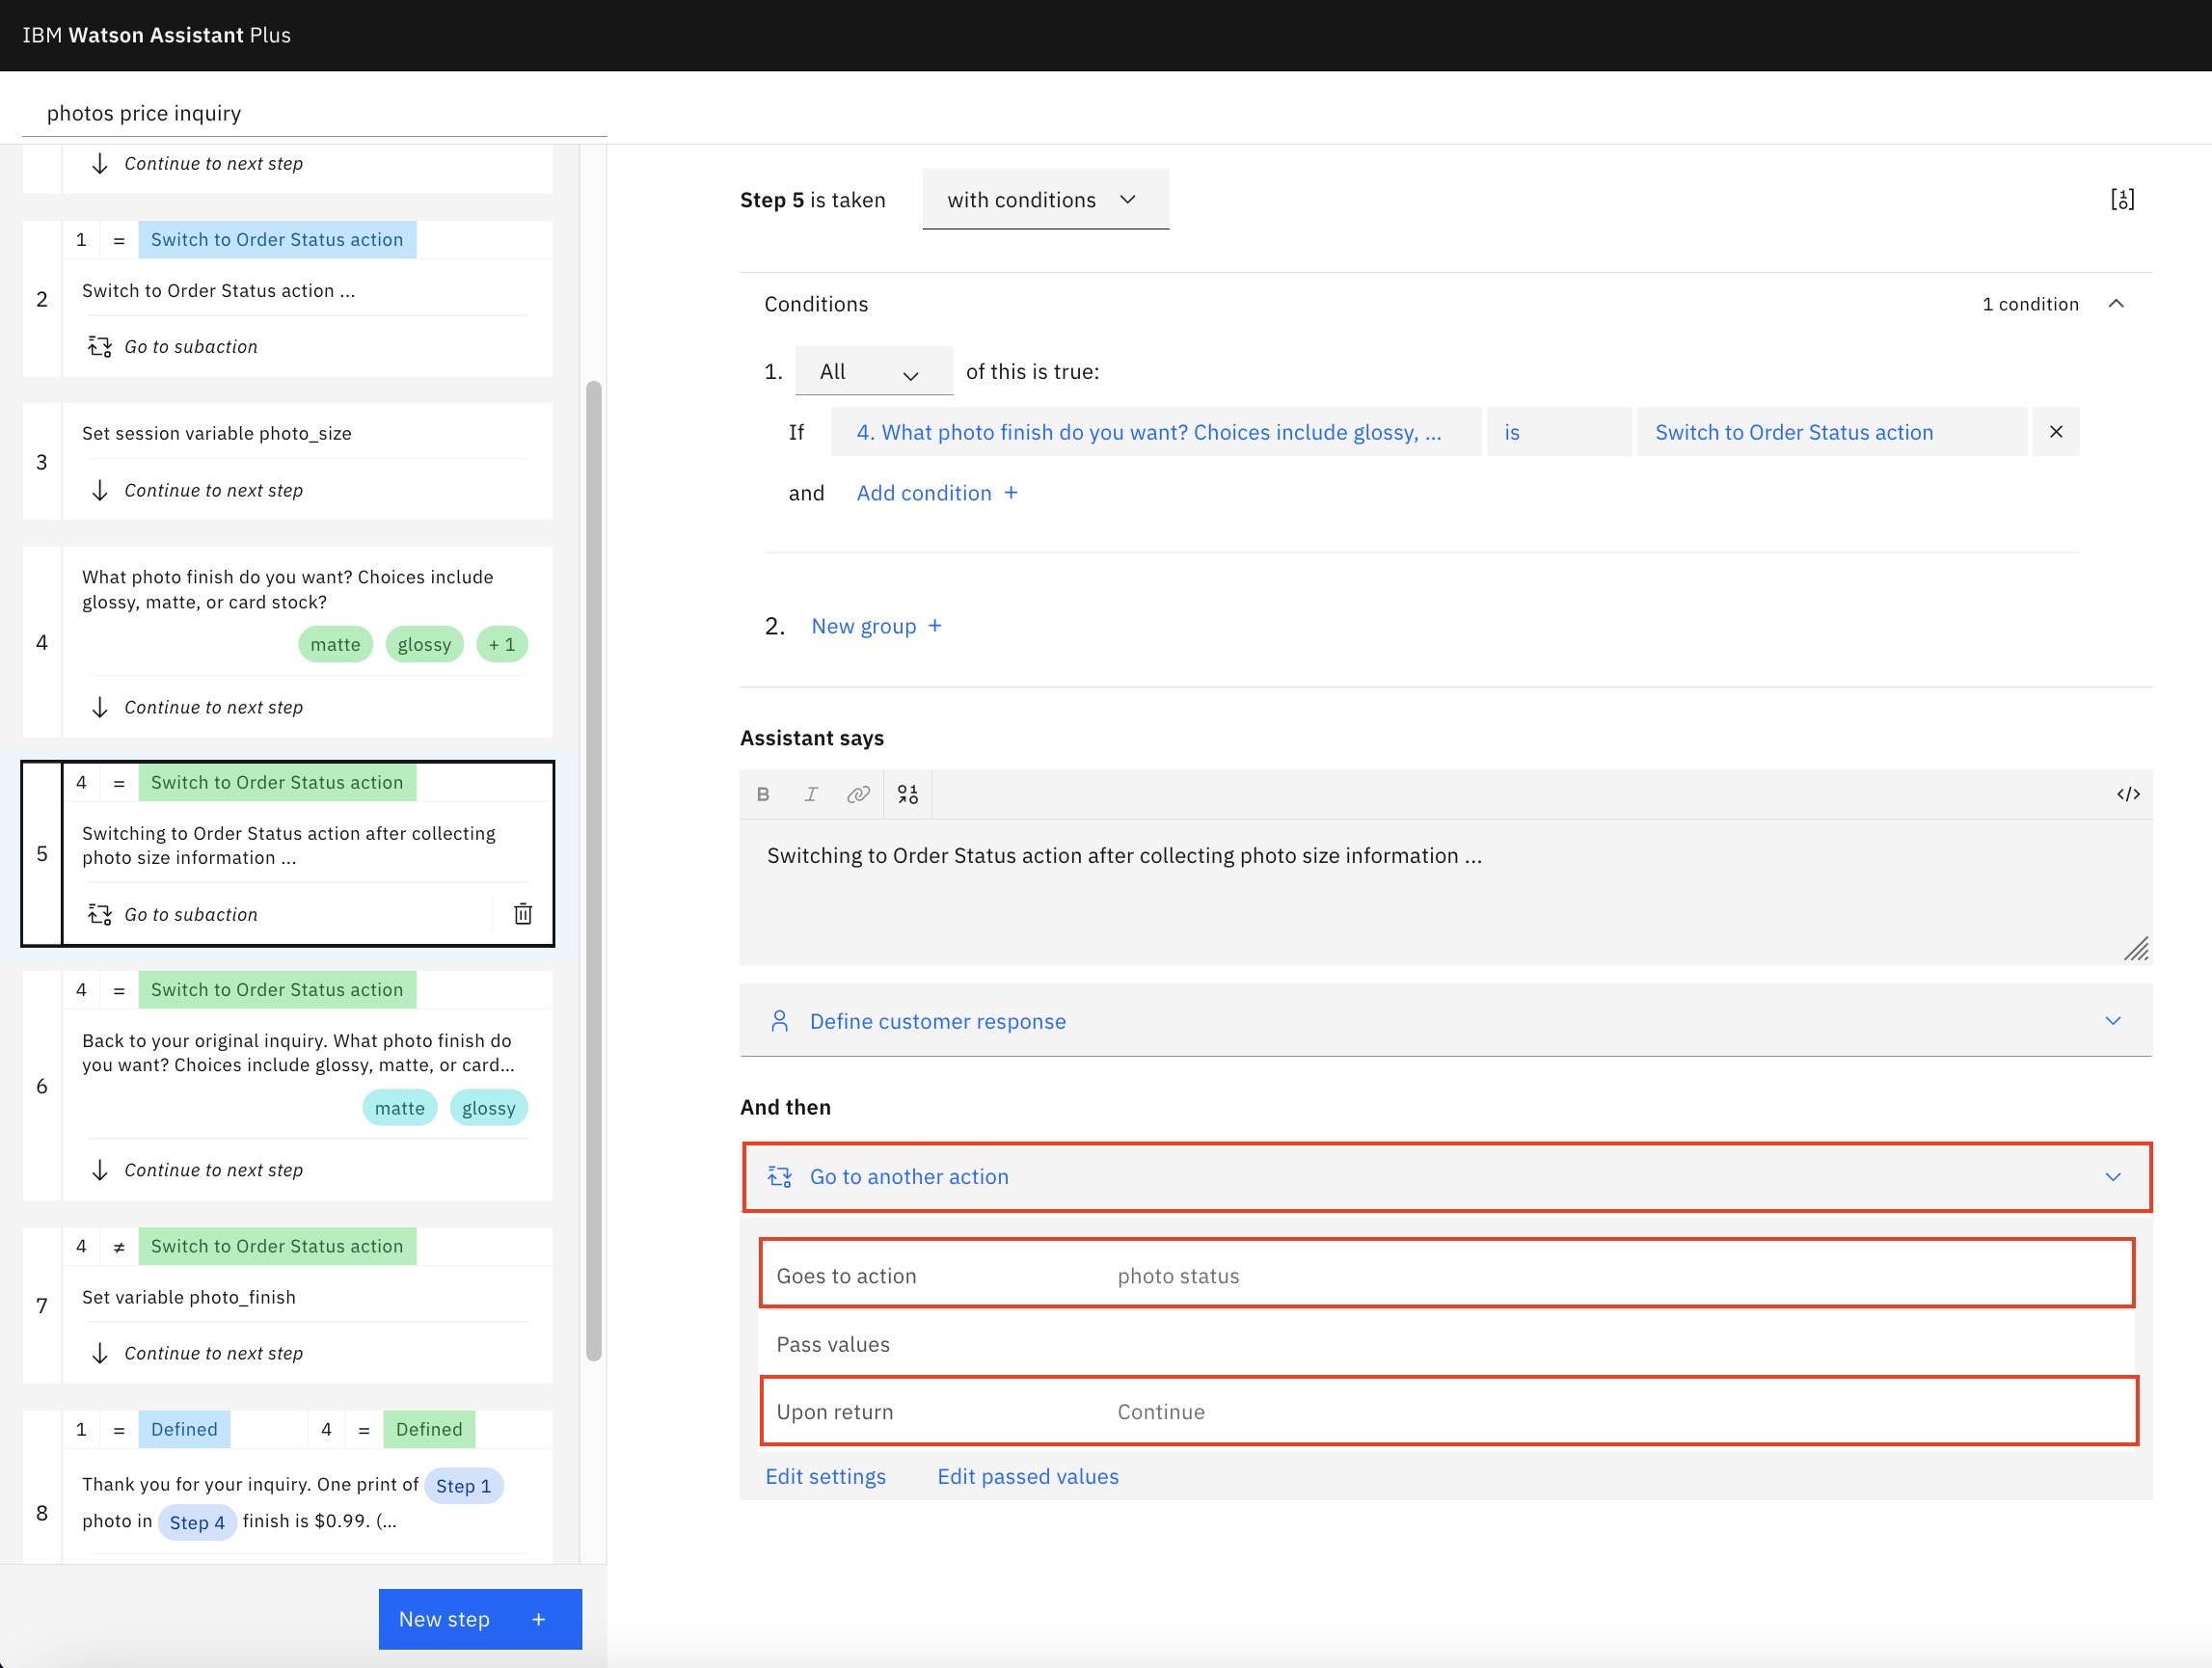 IBM Watson Assistant Plus
photos price inquiry
Continue to next step
1 = Switch to Order Status action
2
Switch to Order Status action ...
Go to subaction
3
Set session variable photo_size
Continue to next step
4
What photo finish do you want? Choices include
glossy, matte, or card stock?
matte glossy + 1
Continue to next step
4 = Switch to Order Status action
5
Switching to Order Status action after collecting
photo size information ...
Go to subaction
4 = Switch to Order Status action
6
Back to your original inquiry. What photo finish do
you want? Choices include glossy, matte, or card...
matte glossy
Continue to next step
4 ≠ Switch to Order Status action
7
Set variable photo_finish
Continue to next step
1 = Defined 4 = Defined
8
Thank you for your inquiry. One print of Step 1
photo in Step 4 finish is $0.99. (...
New step +
Step 5 is taken with conditions
Conditions 1 condition
1. All of this is true:
If 4. What photo finish do you want? Choices include glossy, ... is Switch to Order Status action ×
and Add condition +
2. New group +
Assistant says
B I </>
Switching to Order Status action after collecting photo size information ...
Define customer response
And then
Go to another action
Goes to action photo status
Pass values
Upon return Continue
Edit settings Edit passed values